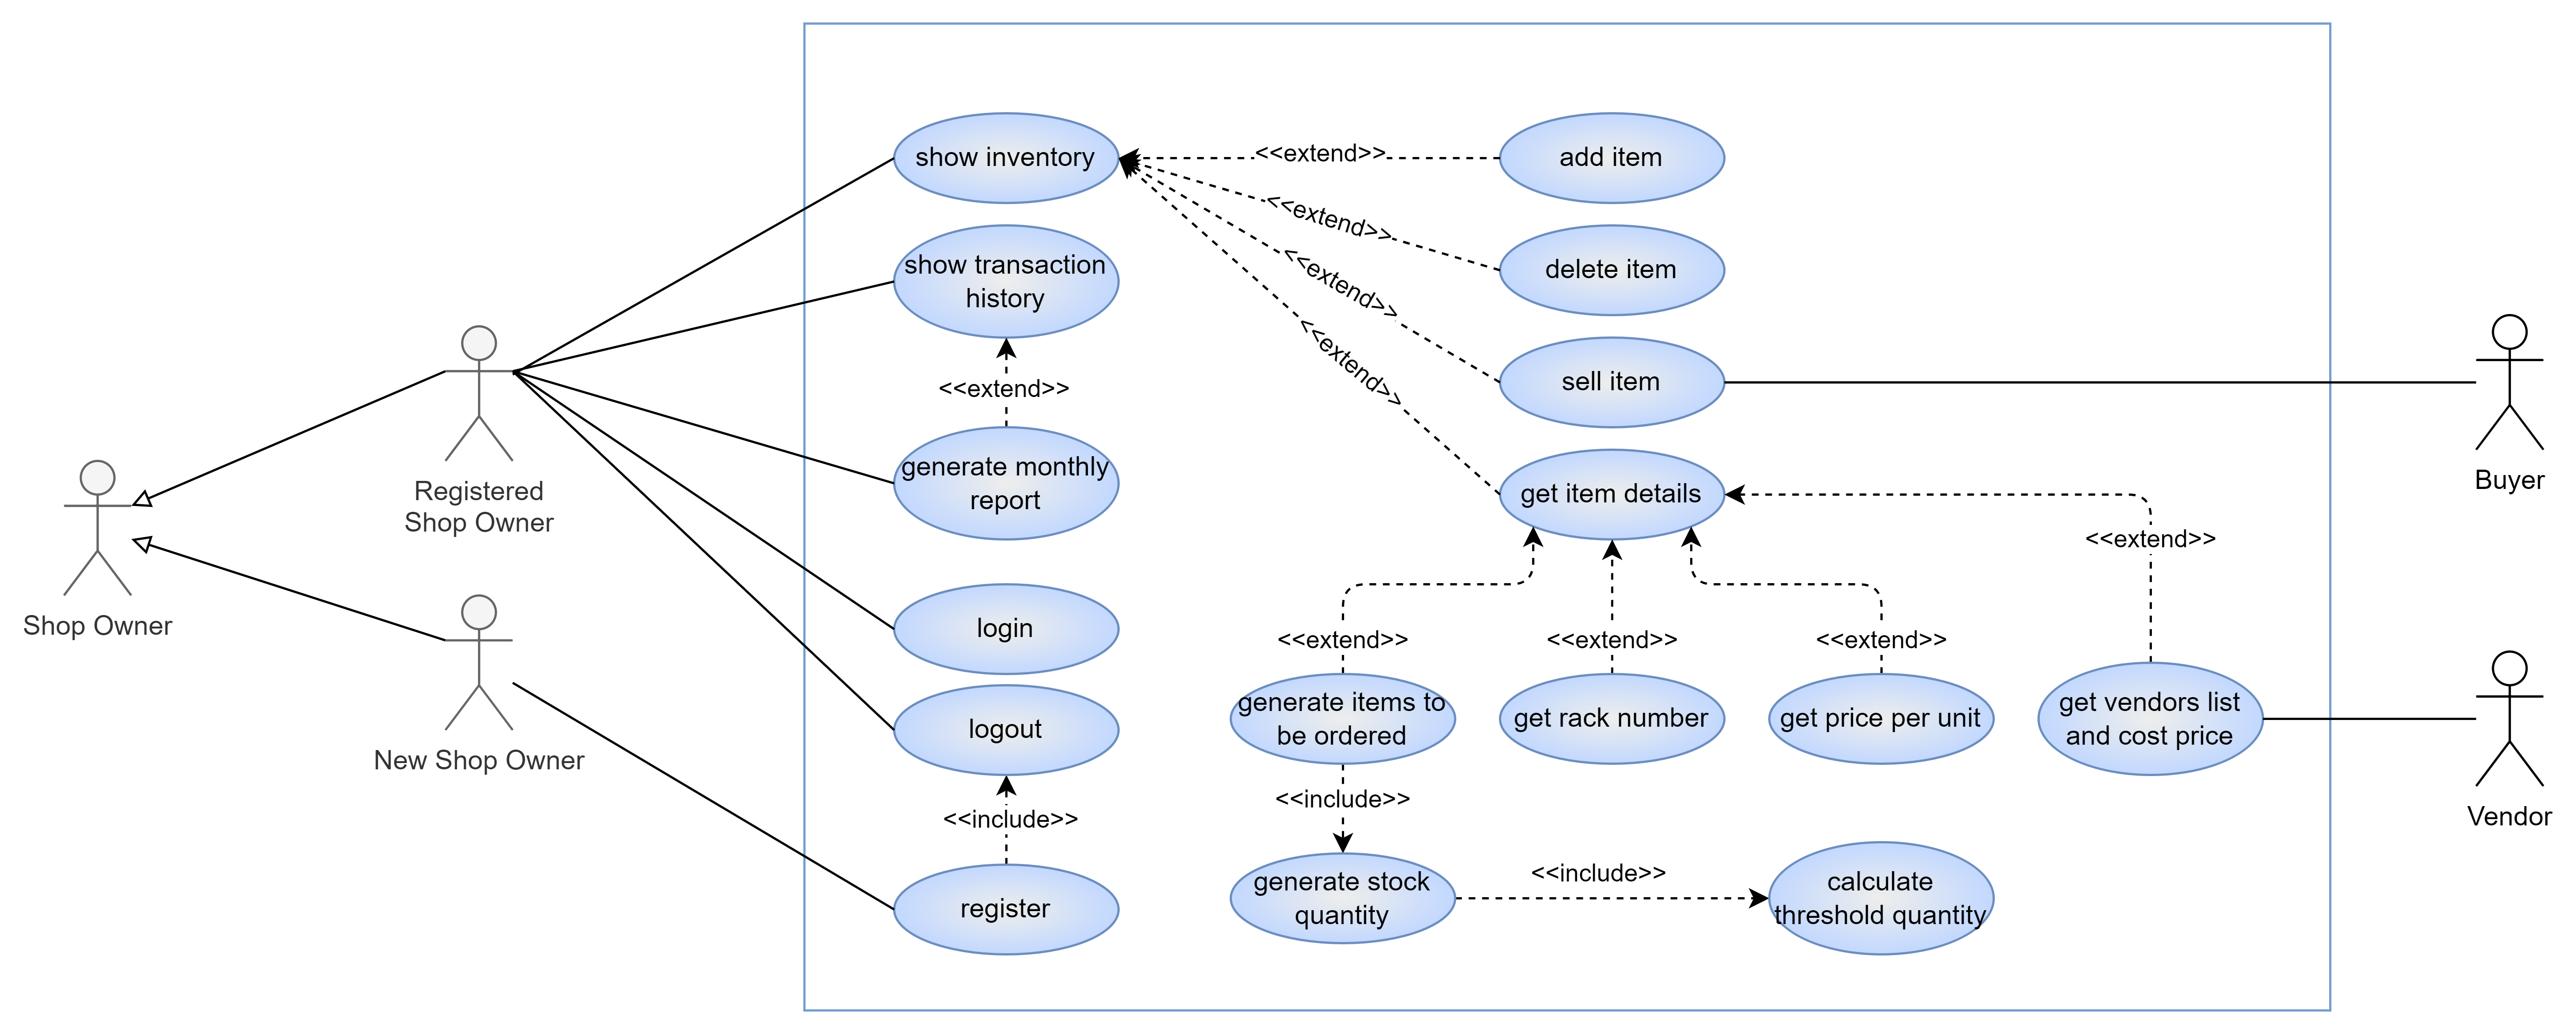 show inventory
<<extend>>
add item
<<extend>>
delete item
show transaction
history
<<extend>>
sell item
<<extend>>
<<extend>>
generate monthly
report
get item details
Registered
Shop Owner
Buyer
<<extend>>
Shop Owner
login
<<extend>>
<<extend>>
<<extend>>
New Shop Owner
logout
generate items to
be ordered
get rack number
get price per unit
get vendors list
and cost price
<<include>>
<<include>>
Vendor
register
generate stock
quantity
<<include>>
calculate
threshold quantity